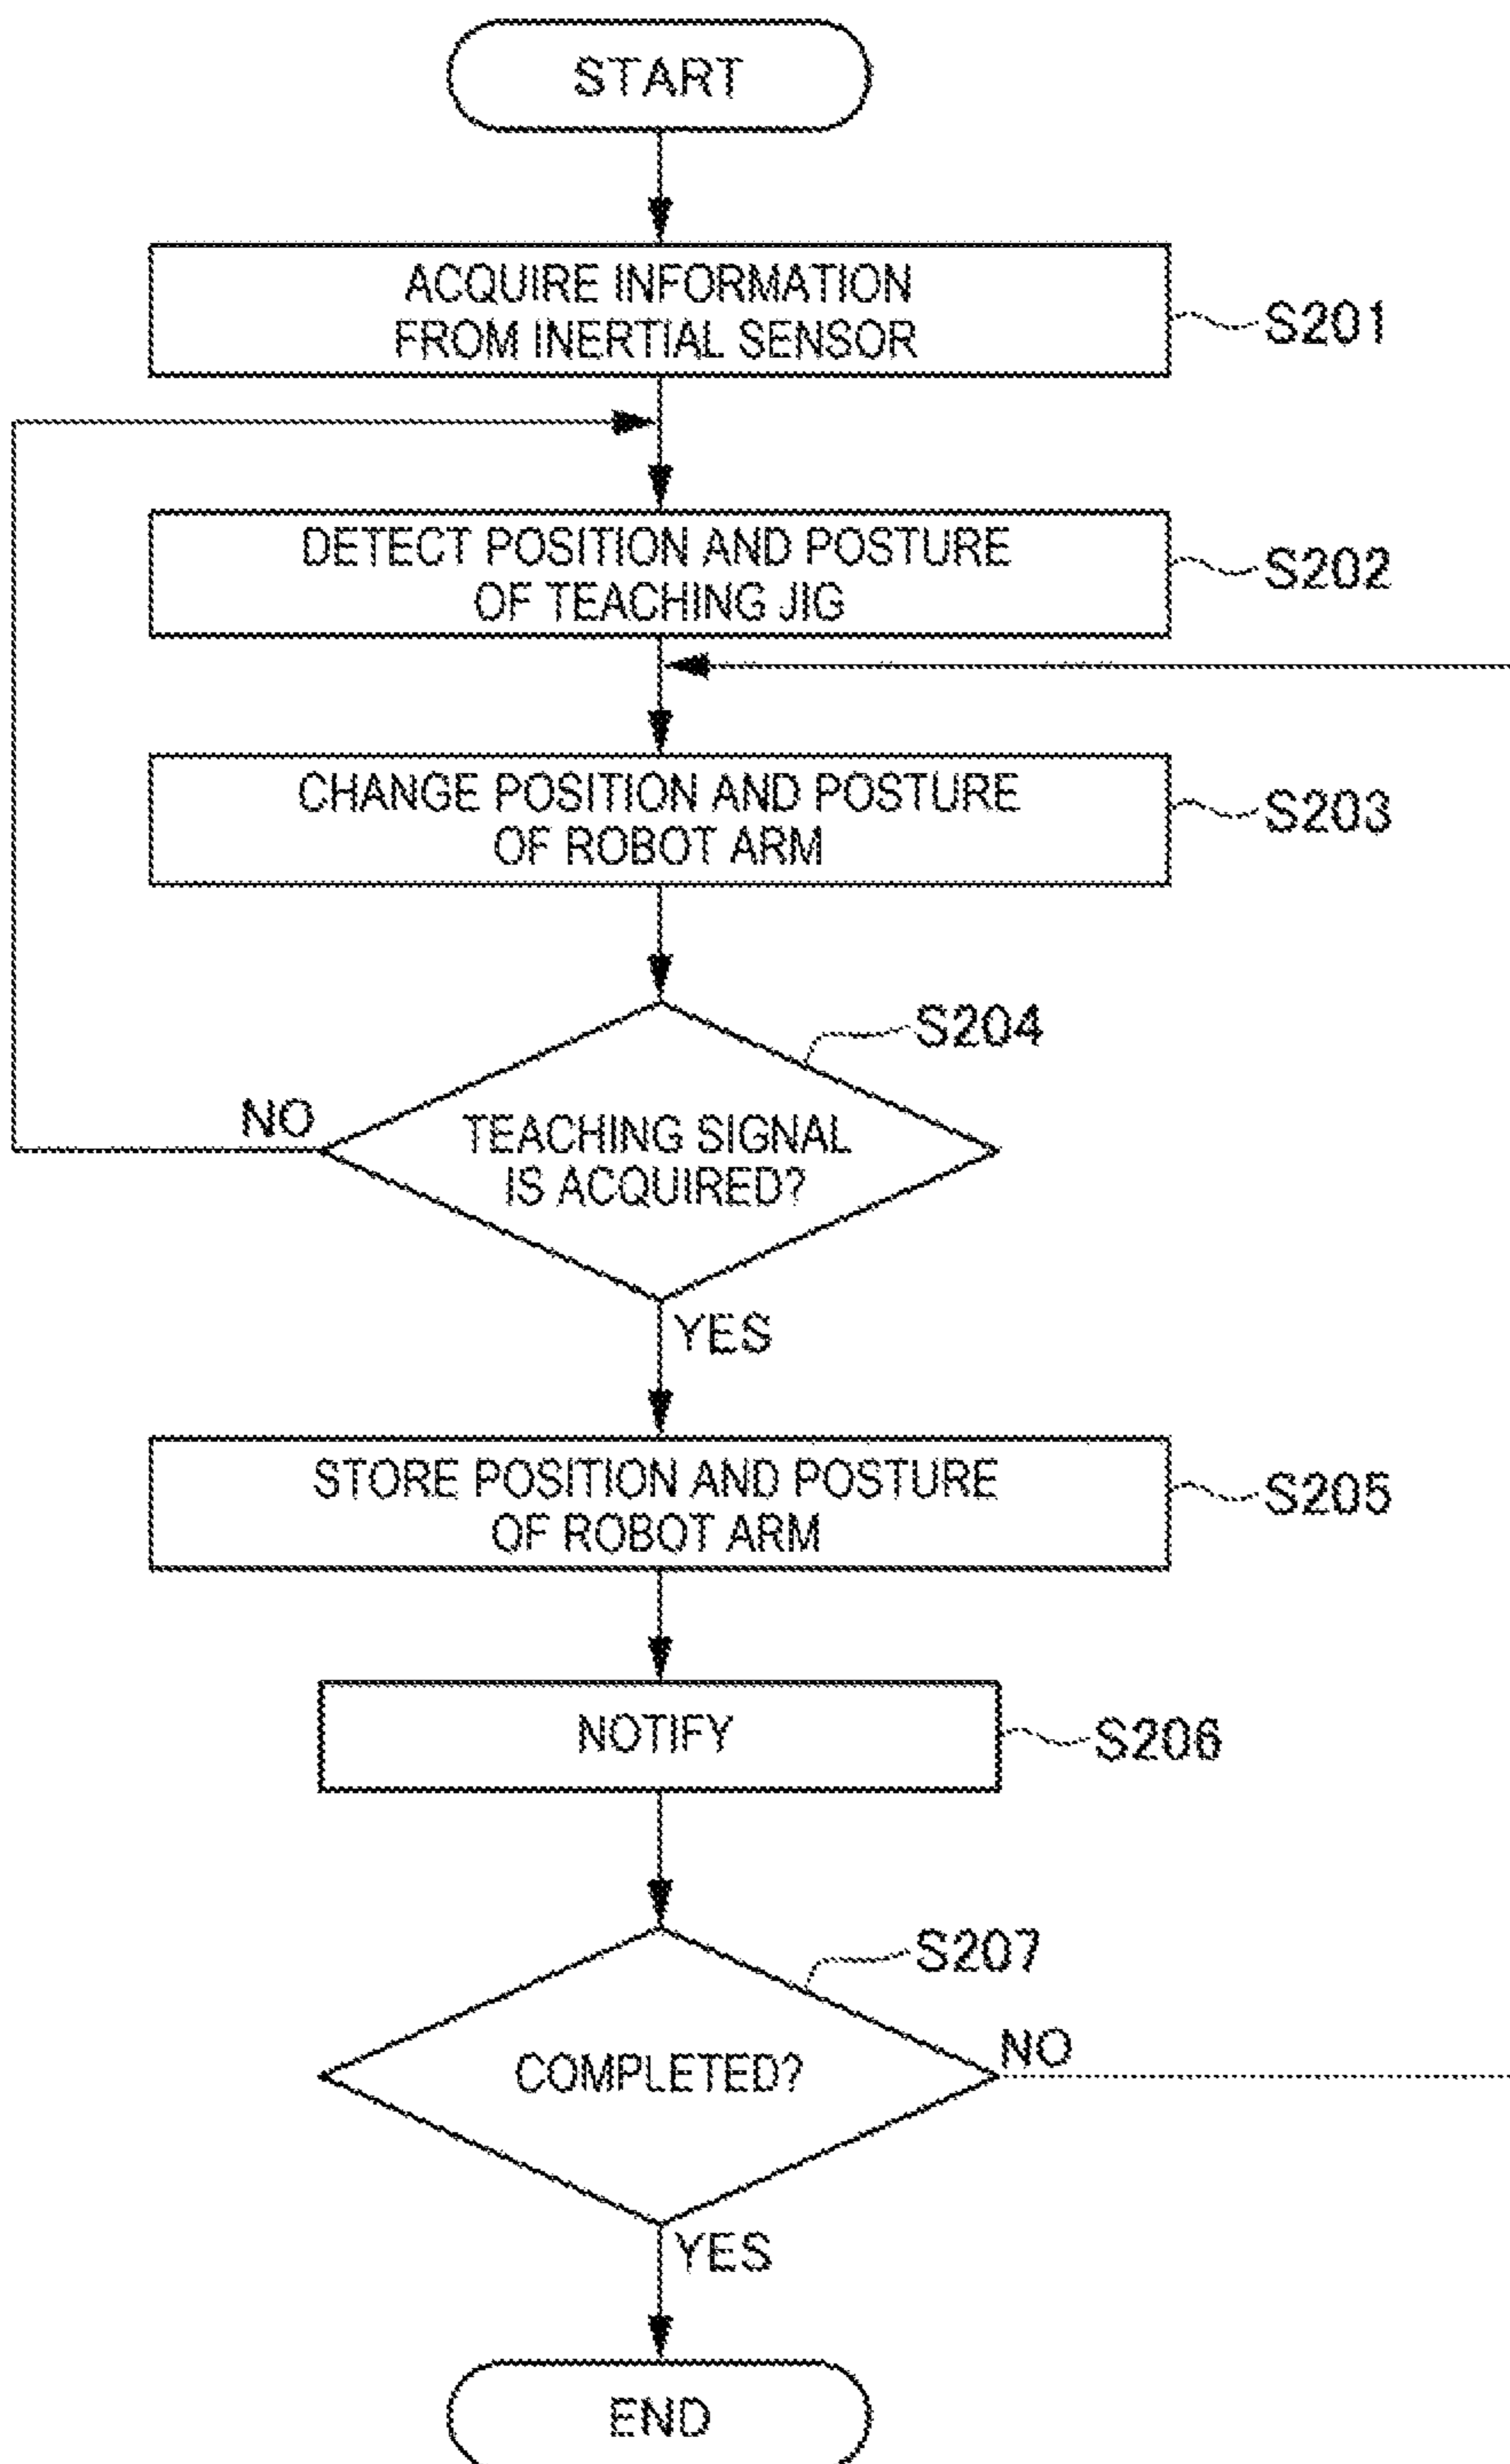 START
ACQUIRE INFORMATION
FROM INERTIAL SENSOR
S201
DETECT POSITION AND POSTURE
OF TEACHING JIG
S202
CHANGE POSITION AND POSTURE
OF ROBOT ARM
S203
S204
NO
TEACHING SIGNAL
IS ACQUIRED?
YES
STORE POSITION AND POSTURE
OF ROBOT ARM
S205
NOTIFY
S206
S207
COMPLETED?
NO
YES
END